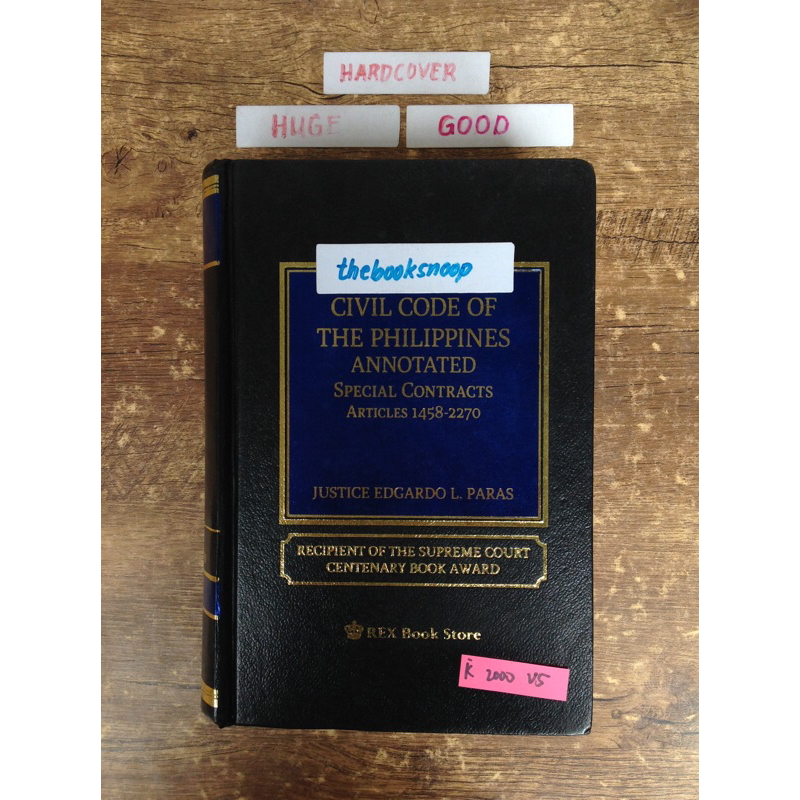 HARDCOVER
HUGE GOOD
thebooksnoop
CIVIL CODE OF
THE PHILIPPINES
ANNOTATED
SPECIAL CONTRACTS
ARTICLES 1458-2270
JUSTICE EDGARDO L. PARAS
RECIPIENT OF THE SUPREME COURT
CENTENARY BOOK AWARD
REX Book Store
K 2000 V5